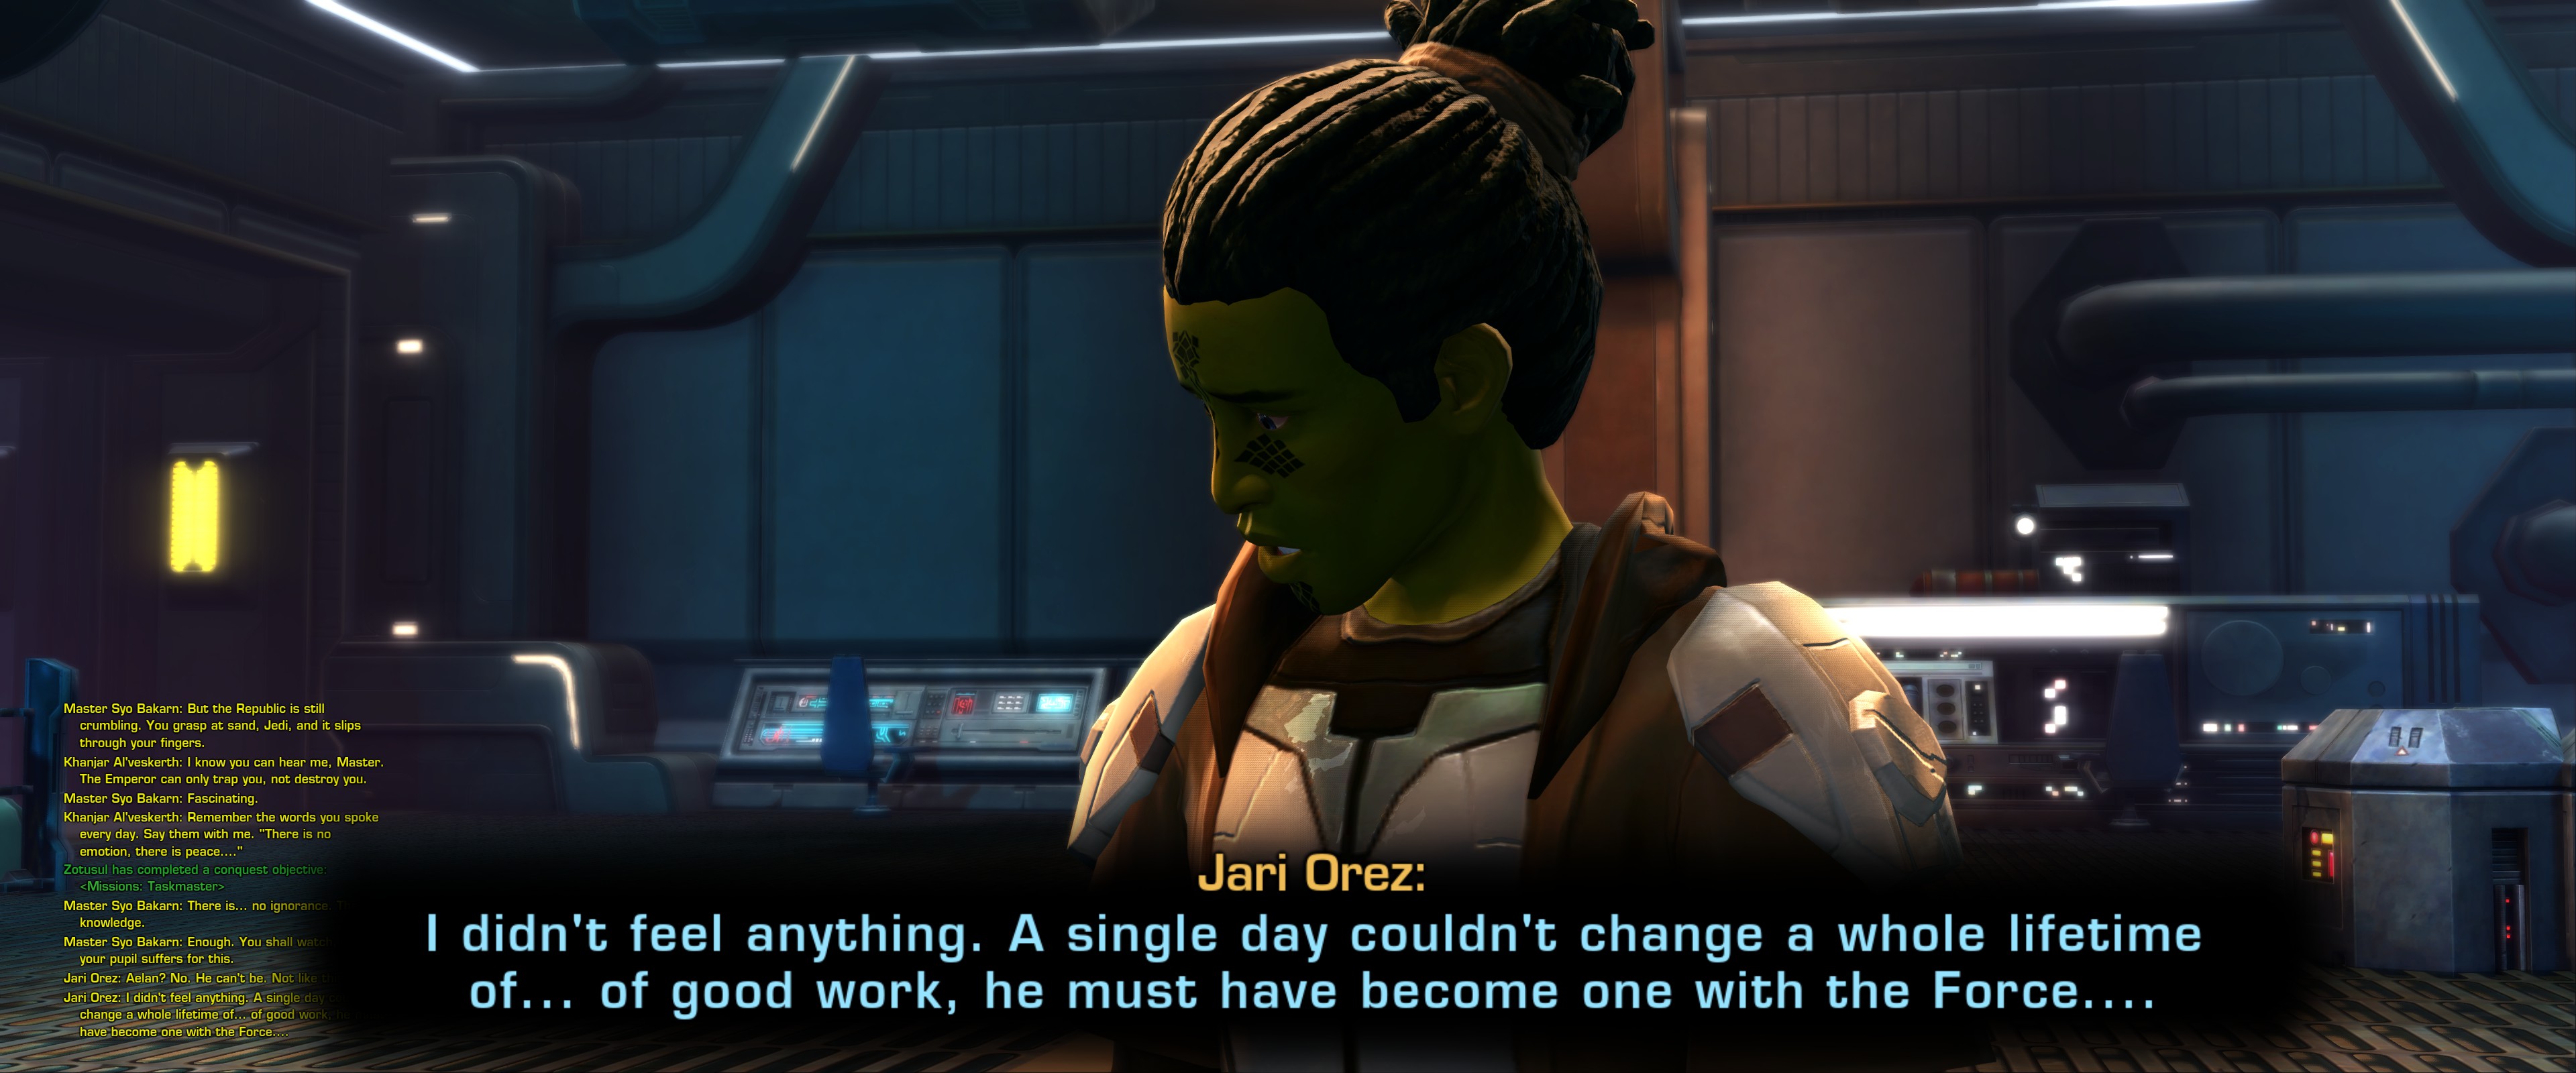 Master Syo Bakarn: But the Republic is still
crumbling. You grasp at sand, Jedi, and it slips
through your fingers.
Khanjar Al'veskerth: I know you can hear me, Master.
The Emperor can only trap you, not destroy you.
Master Syo Bakarn: Fascinating.
Khanjar Al'veskerth: Remember the words you spoke
every day. Say them with me. "There is no
emotion, there is peace...."
Zotusul has completed a conquest objective:
<Missions: Taskmaster>
Master Syo Bakarn: There is... no ignorance.
knowledge.
Master Syo Bakarn: Enough. You shall watch
your pupil suffers for this.
Jari Orez: Aelan? No. He can't be. Not like
Jari Orez: I didn't feel anything. A single day
change a whole lifetime of... of good work,
have become one with the Force....
Jari Orez:
I didn't feel anything. A single day couldn't change a whole lifetime
of... of good work, he must have become one with the Force....